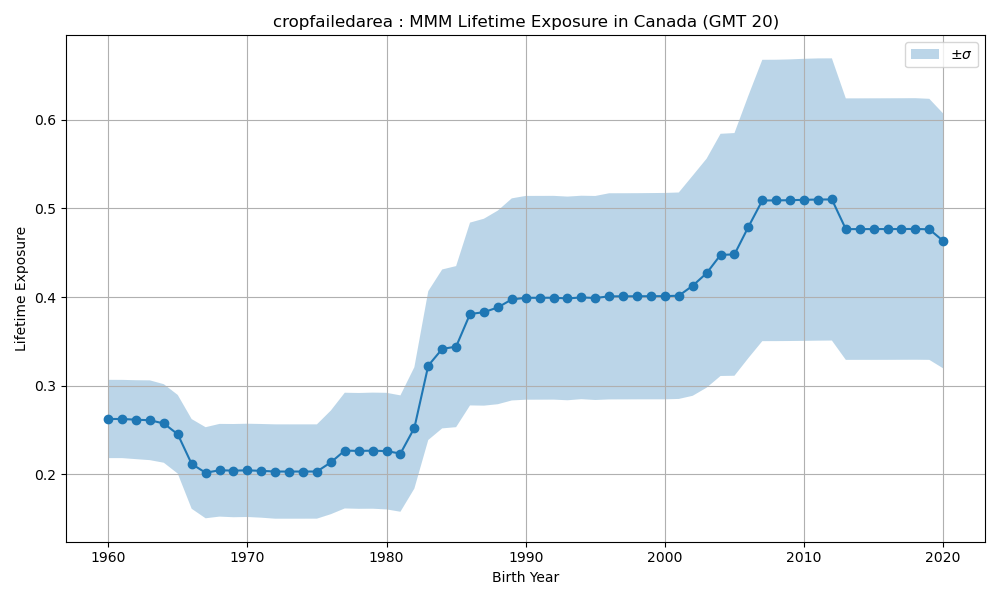 cropfailedarea : MMM Lifetime Exposure in Canada (GMT 20)
±σ
Lifetime Exposure
0.6
0.5
0.4
0.3
0.2
1960 1970 1980 1990 2000 2010 2020
Birth Year